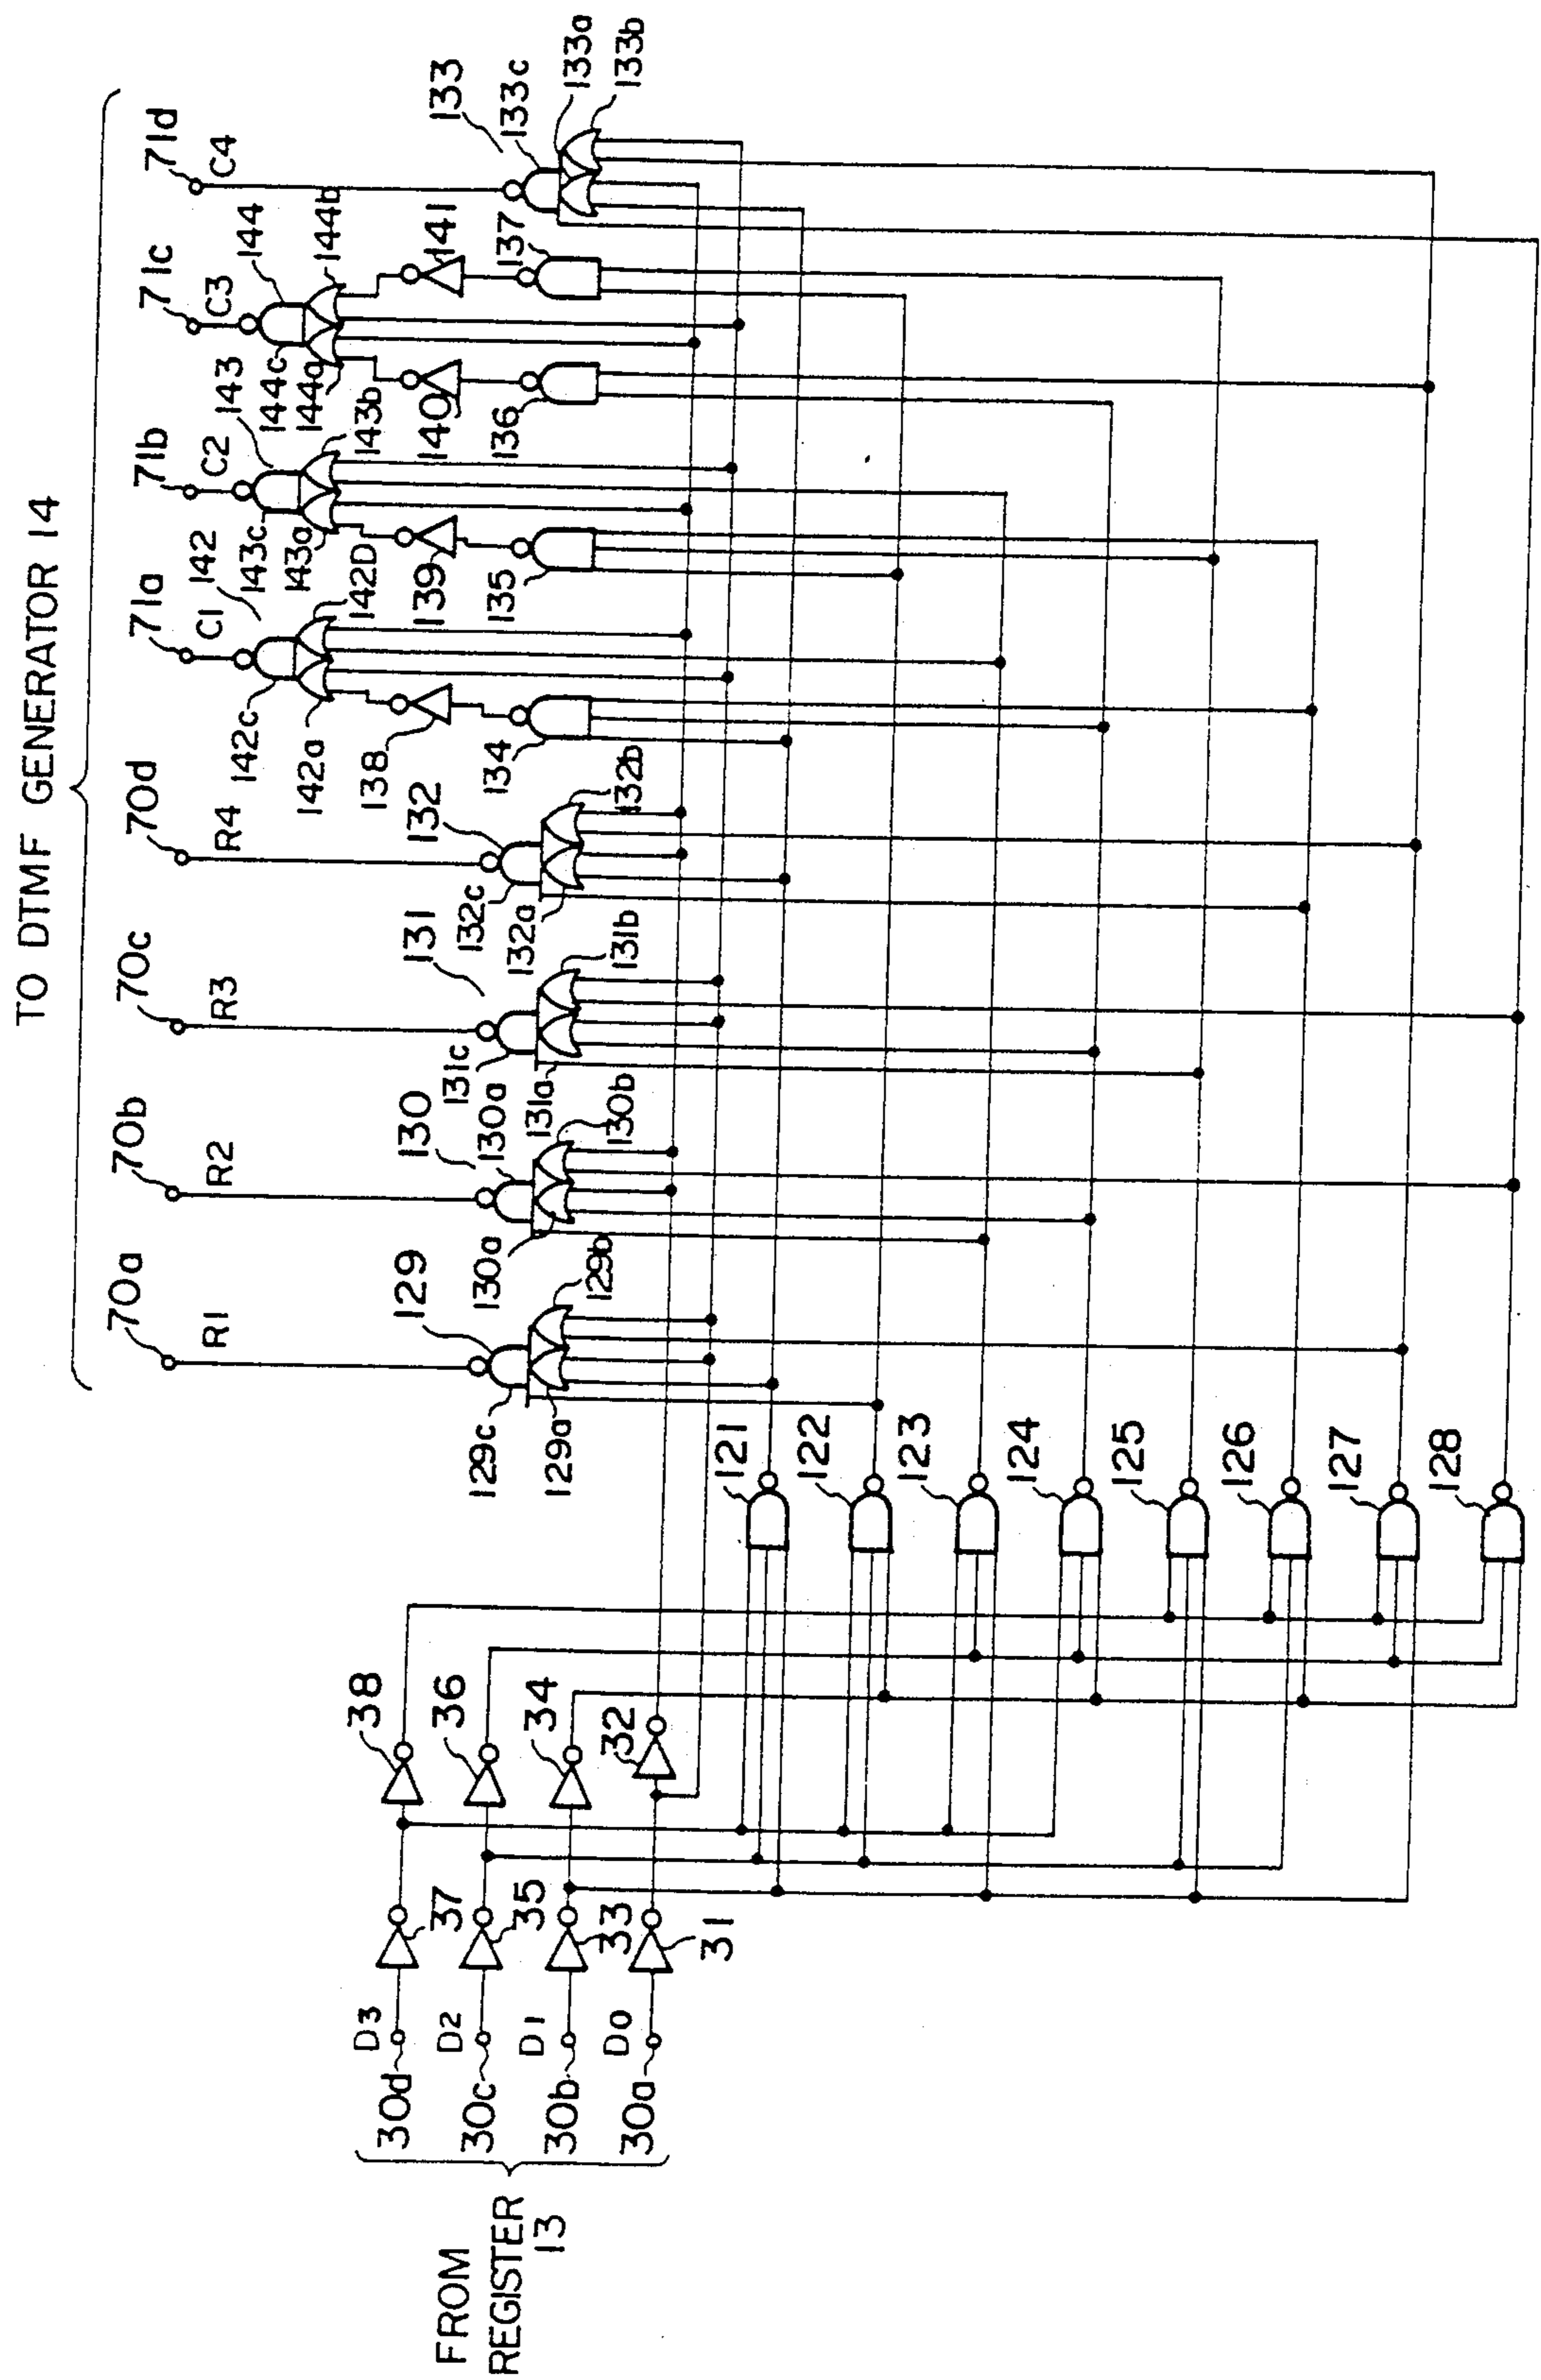 TO DTMF GENERATOR 14
70a
70b
70c
70d
71a
71b
71c
71d
R1
R2
R3
R4
C1
C2
C3
C4
142
143
144
142c
143c
144c
142a
143a
144a
142D
143b
144b
138
139
140
141
134
135
136
137
129
130
131
132
133
129c
130a
131c
132c
133c
129a
130a
131a
132a
133a
129b
130b
131b
132b
133b
121
122
123
124
125
126
127
128
38
36
34
32
37
35
33
31
D3
D2
D1
D0
30d
30c
30b
30a
FROM
REGISTER
13